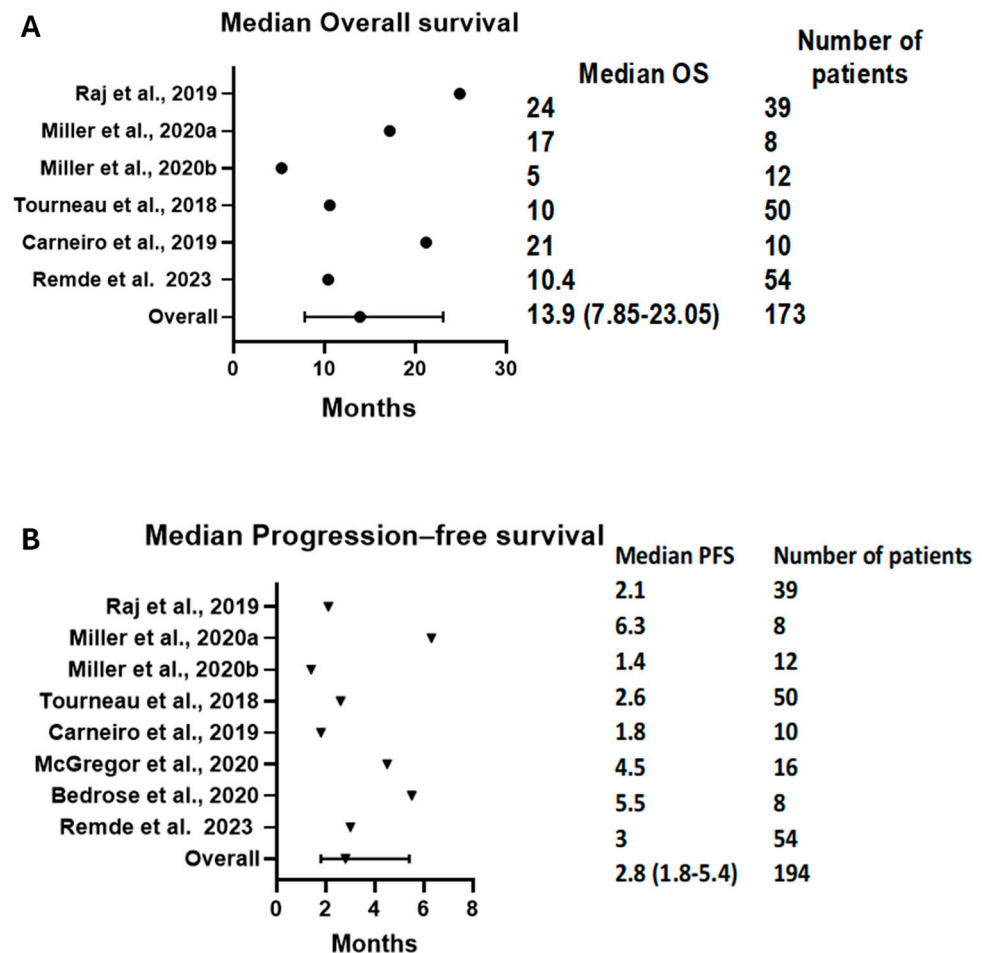 A
Median Overall survival
Median OS
Number of
patients
Raj et al., 2019
24
39
Miller et al., 2020a
17
8
Miller et al., 2020b
5
12
Tourneau et al., 2018
10
50
Carneiro et al., 2019
21
10
Remde et al. 2023
10.4
54
Overall
13.9 (7.85-23.05)
173
0 10 20 30
Months
B
Median Progression–free survival
Median PFS
Number of patients
Raj et al., 2019
2.1
39
Miller et al., 2020a
6.3
8
Miller et al., 2020b
1.4
12
Tourneau et al., 2018
2.6
50
Carneiro et al., 2019
1.8
10
McGregor et al., 2020
4.5
16
Bedrose et al., 2020
5.5
8
Remde et al. 2023
3
54
Overall
2.8 (1.8-5.4)
194
0 2 4 6 8
Months